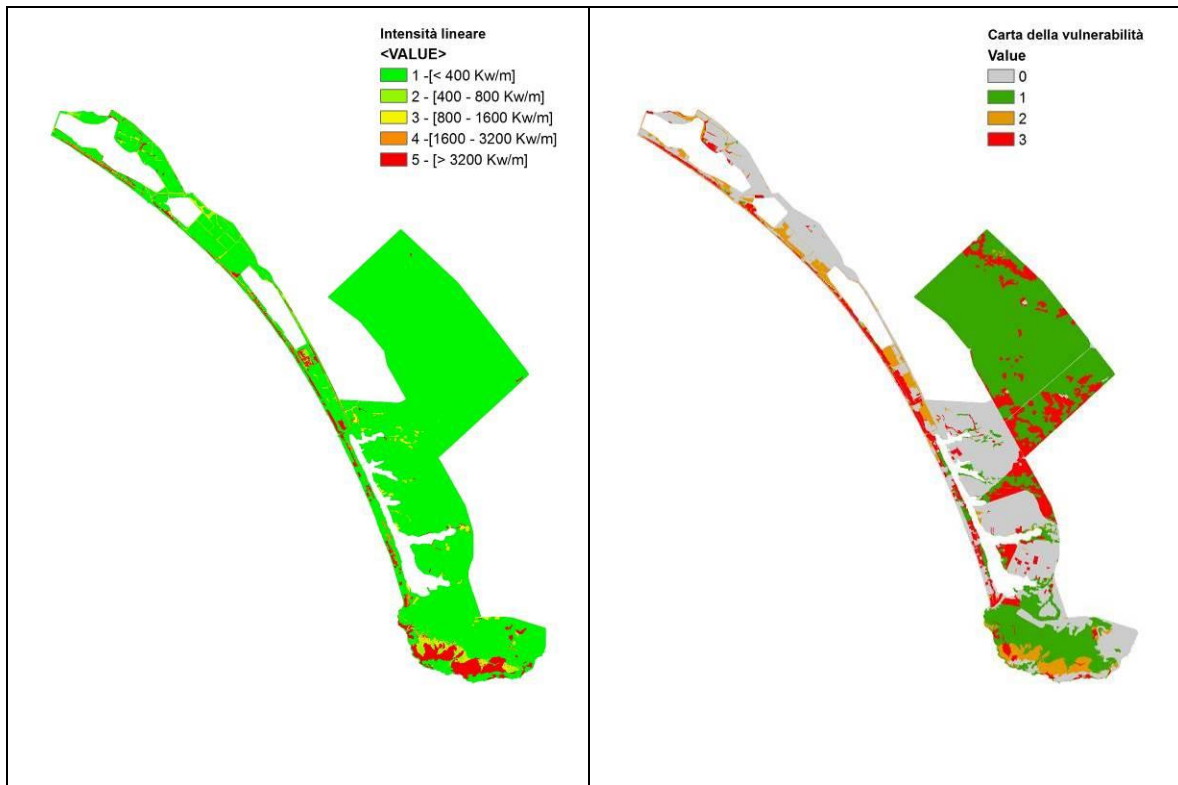 Intensità lineare
<VALUE>
1 -[< 400 Kw/m]
2 - [400 - 800 Kw/m]
3 - [800 - 1600 Kw/m]
4 -[1600 - 3200 Kw/m]
5 - [> 3200 Kw/m]
Carta della vulnerabilità
Value
0
1
2
3